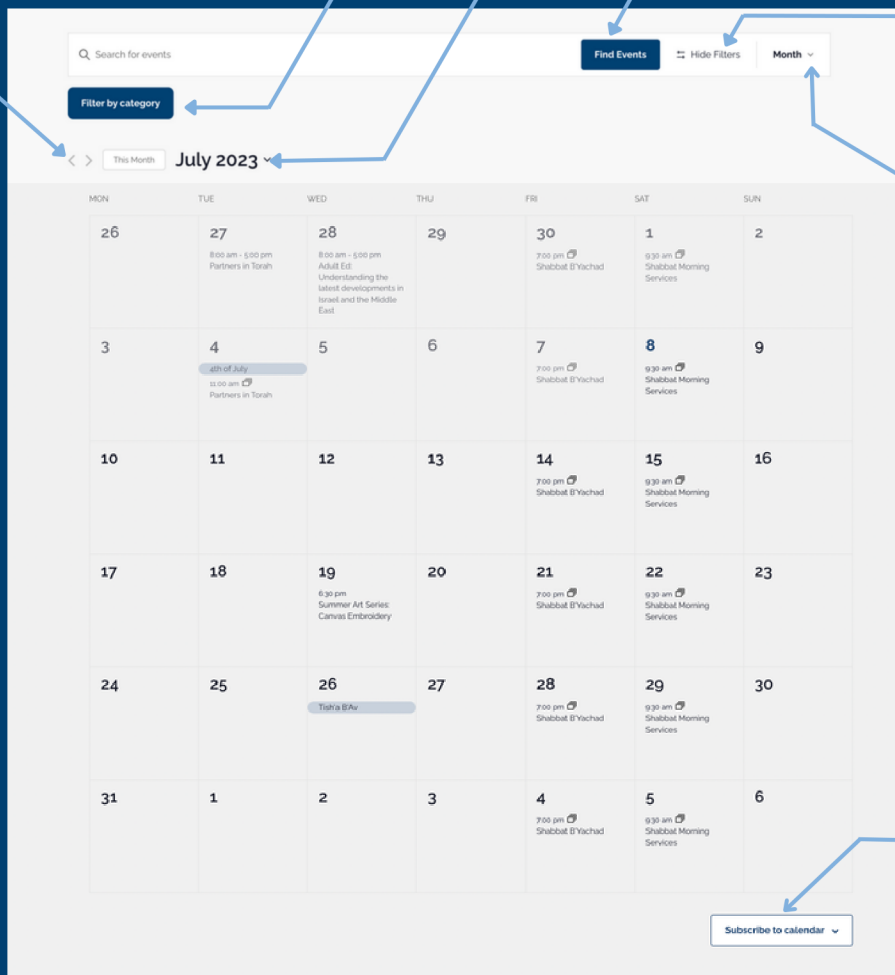 Search for events
Find Events
Hide Filters
Month
Filter by category
This Month
July 2023
MON TUE WED THU FRI SAT SUN
26 27 28 29 30 1 2
8:00 am - 5:00 pm
Partners in Torah
8:00 am - 5:00 pm
Adult Ed:
Understanding the
latest developments in
Israel and the Middle
East
7:00 pm
Shabbat B'Yachad
9:30 am
Shabbat Morning
Services
3 4 5 6 7 8 9
4th of July
11:00 am
Partners in Torah
7:00 pm
Shabbat B'Yachad
9:30 am
Shabbat Morning
Services
10 11 12 13 14 15 16
7:00 pm
Shabbat B'Yachad
9:30 am
Shabbat Morning
Services
17 18 19 20 21 22 23
6:30 pm
Summer Art Series:
Canvas Embroidery
7:00 pm
Shabbat B'Yachad
9:30 am
Shabbat Morning
Services
24 25 26 27 28 29 30
Tish'a B'Av
7:00 pm
Shabbat B'Yachad
9:30 am
Shabbat Morning
Services
31 1 2 3 4 5 6
7:00 pm
Shabbat B'Yachad
9:30 am
Shabbat Morning
Services
Subscribe to calendar